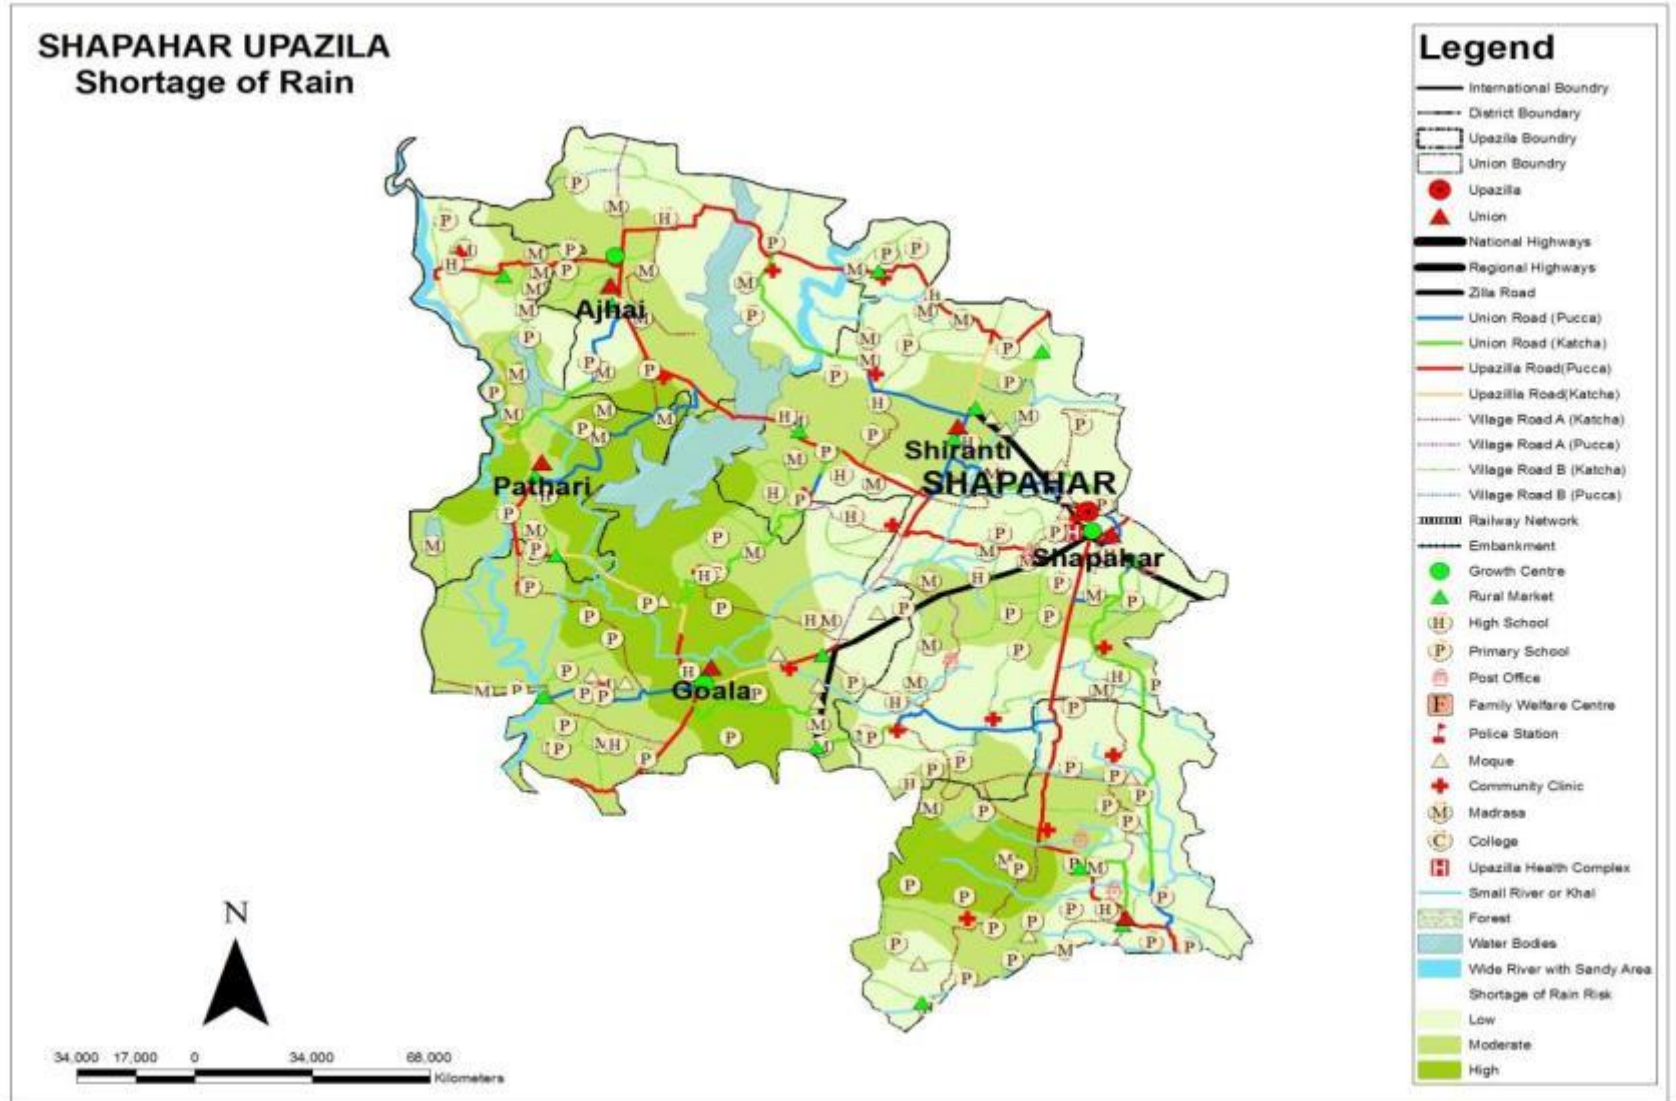 SHAPAHAR UPAZILA
Shortage of Rain
Ajhai
Pathari
Shiranti
SHAPAHAR
Shapahar
Goala
N
34,000 17,000 0 34,000 68,000
Kilometers
Legend
International Boundry
District Boundary
Upazila Boundry
Union Boundry
Upazilla
Union
National Highways
Regional Highways
Zilla Road
Union Road (Pucca)
Union Road (Katcha)
Upazilla Road(Pucca)
Upazillla Road(Katcha)
Village Road A (Katcha)
Village Road A (Pucca)
Village Road B (Katcha)
Village Road B (Pucca)
Railway Network
Embankment
Growth Centre
Rural Market
H High School
P Primary School
Post Office
F Family Welfare Centre
Police Station
Moque
Community Clinic
M Madrasa
C College
H Upazilla Health Complex
Small River or Khal
Forest
Water Bodies
Wide River with Sandy Area
Shortage of Rain Risk
Low
Moderate
High